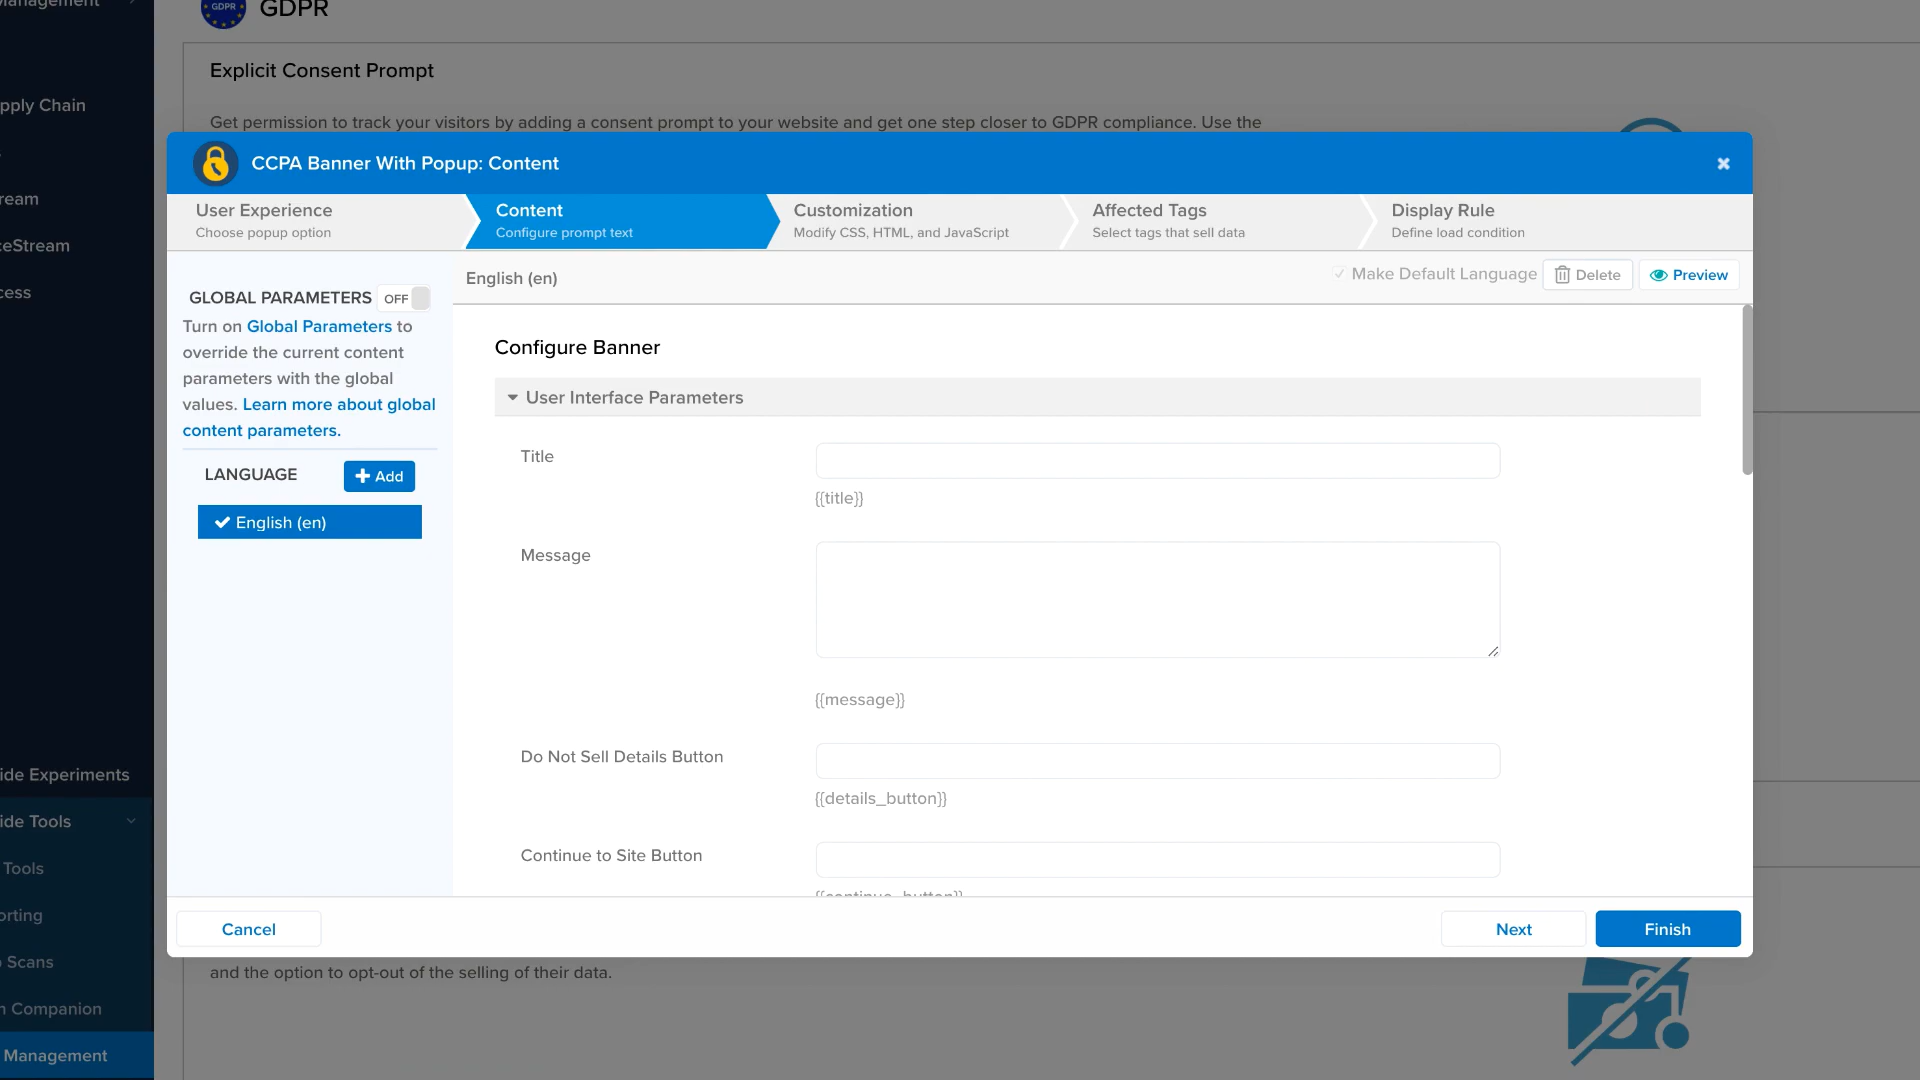 GDPR
GDPR
Explicit Consent Prompt
Get permission to track your visitors by adding a consent prompt to your website and get one step closer to GDPR compliance. Use the
pply Chain
ream
eStream
cess
ide Experiments
ide Tools
Tools
orting
Scans
n Companion
Management
CCPA Banner With Popup: Content
User Experience
Choose popup option
Content
Configure prompt text
Customization
Modify CSS, HTML, and JavaScript
Affected Tags
Select tags that sell data
Display Rule
Define load condition
GLOBAL PARAMETERS OFF
Turn on Global Parameters to
override the current content
parameters with the global
values. Learn more about global
content parameters.
LANGUAGE
Add
English (en)
English (en)
Make Default Language
Delete
Preview
Configure Banner
User Interface Parameters
Title
{{title}}
Message
{{message}}
Do Not Sell Details Button
{{details_button}}
Continue to Site Button
{{continue_button}}
Cancel
Next
Finish
and the option to opt-out of the selling of their data.